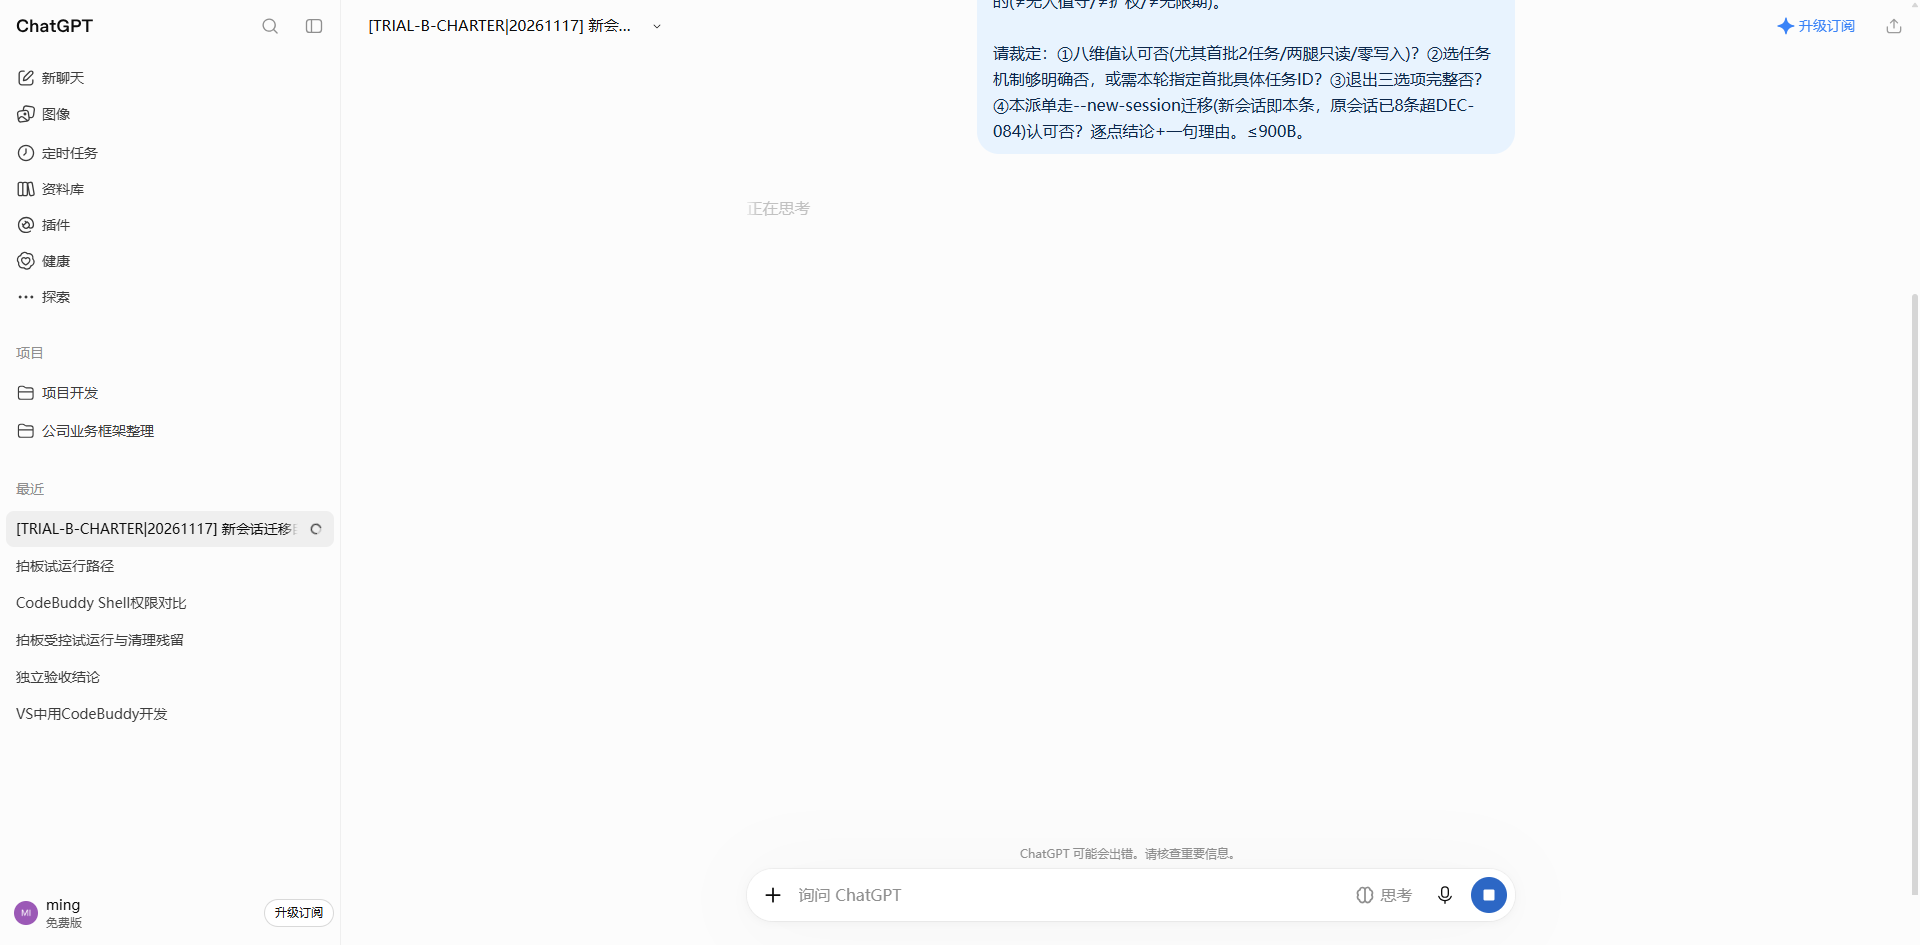 ChatGPT
新聊天
图像
定时任务
资料库
插件
健康
探索
项目
项目开发
公司业务框架整理
最近
[TRIAL-B-CHARTER|20261117] 新会话迁移
拍板试运行路径
CodeBuddy Shell权限对比
拍板受控试运行与清理残留
独立验收结论
VS中用CodeBuddy开发
MI
ming
免费版
升级订阅
[TRIAL-B-CHARTER|20261117] 新会...
升级订阅
的(≠无人值守/≠扩权/≠无限期)。
请裁定：①八维值认可否(尤其首批2任务/两腿只读/零写入)？②选任务
机制够明确否，或需本轮指定首批具体任务ID？③退出三选项完整否？
④本派单走--new-session迁移(新会话即本条，原会话已8条超DEC-
084)认可否？逐点结论+一句理由。≤900B。
正在思考
ChatGPT 可能会出错。请核查重要信息。
询问 ChatGPT
思考